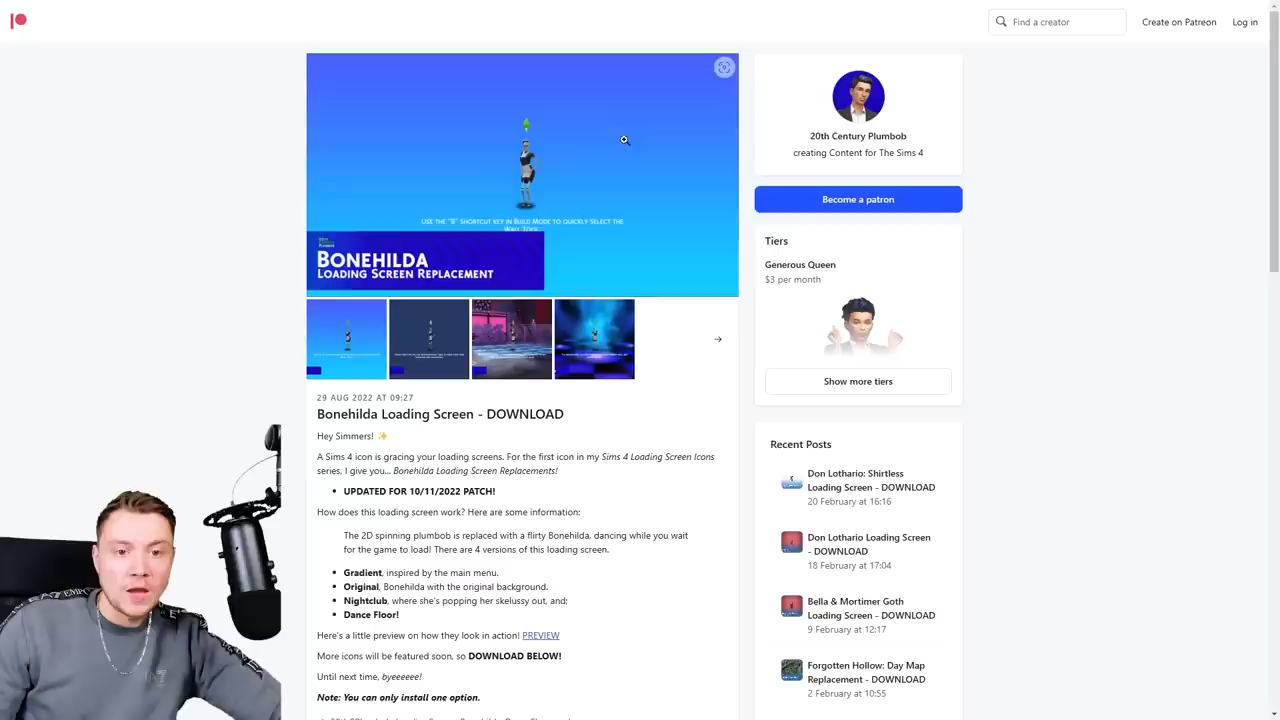 Find a creator
Create on Patreon
Log in
USE THE "B" SHORTCUT KEY IN BUILD MODE TO QUICKLY SELECT THE
WALL TOOL.
BONEHILDA
LOADING SCREEN REPLACEMENT
29 AUG 2022 AT 09:27
Bonehilda Loading Screen - DOWNLOAD
Hey Simmers! ✨
A Sims 4 icon is gracing your loading screens. For the first icon in my Sims 4 Loading Screen Icons
series, I give you... Bonehilda Loading Screen Replacements!
• UPDATED FOR 10/11/2022 PATCH!
How does this loading screen work? Here are some information:
The 2D spinning plumbob is replaced with a flirty Bonehilda, dancing while you wait
for the game to load! There are 4 versions of this loading screen.
• Gradient, inspired by the main menu.
• Original, Bonehilda with the original background.
• Nightclub, where she's popping her skelussy out, and;
• Dance Floor!
Here's a little preview on how they look in action! PREVIEW
More icons will be featured soon, so DOWNLOAD BELOW!
Until next time, byeeeeee!
Note: You can only install one option.
20th Century Plumbob
creating Content for The Sims 4
Become a patron
Tiers
Generous Queen
$3 per month
Show more tiers
Recent Posts
Don Lothario: Shirtless
Loading Screen - DOWNLOAD
20 February at 16:16
Don Lothario Loading Screen
- DOWNLOAD
18 February at 17:04
Bella & Mortimer Goth
Loading Screen - DOWNLOAD
9 February at 12:17
Forgotten Hollow: Day Map
Replacement - DOWNLOAD
2 February at 10:55